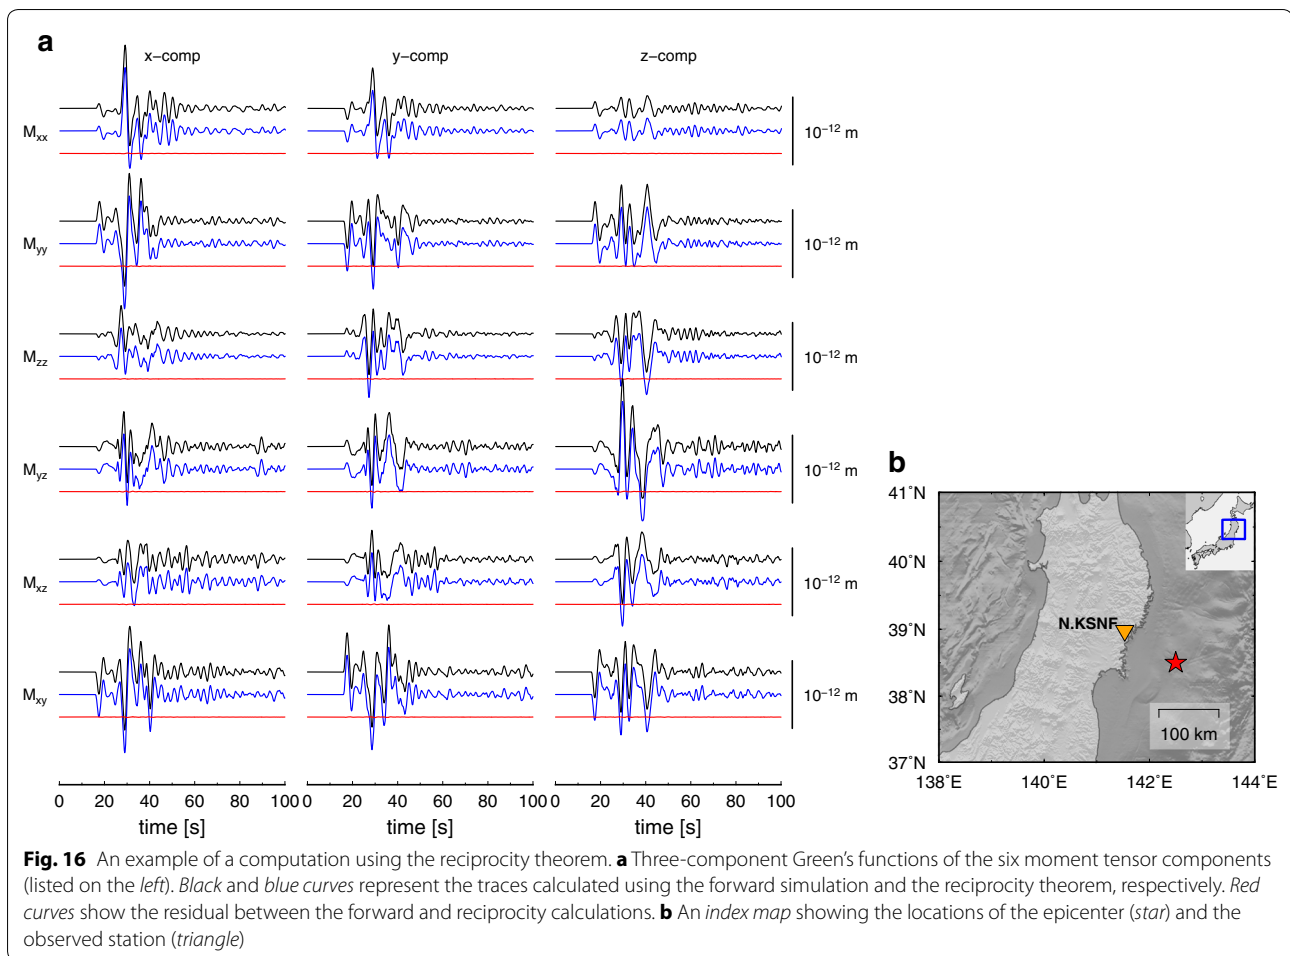 a
x−comp y−comp z−comp
Mxx 10−12 m
Myy 10−12 m
Mzz 10−12 m
Myz 10−12 m
Mxz 10−12 m
Mxy 10−12 m
0 20 40 60 80 100 0 20 40 60 80 100 0 20 40 60 80 100
time [s] time [s] time [s]
b
41˚N
40˚N
39˚N
38˚N
37˚N
N.KSNF
100 km
138˚E 140˚E 142˚E 144˚E
Fig. 16 An example of a computation using the reciprocity theorem. a Three-component Green's functions of the six moment tensor components
(listed on the left). Black and blue curves represent the traces calculated using the forward simulation and the reciprocity theorem, respectively. Red
curves show the residual between the forward and reciprocity calculations. b An index map showing the locations of the epicenter (star) and the
observed station (triangle)